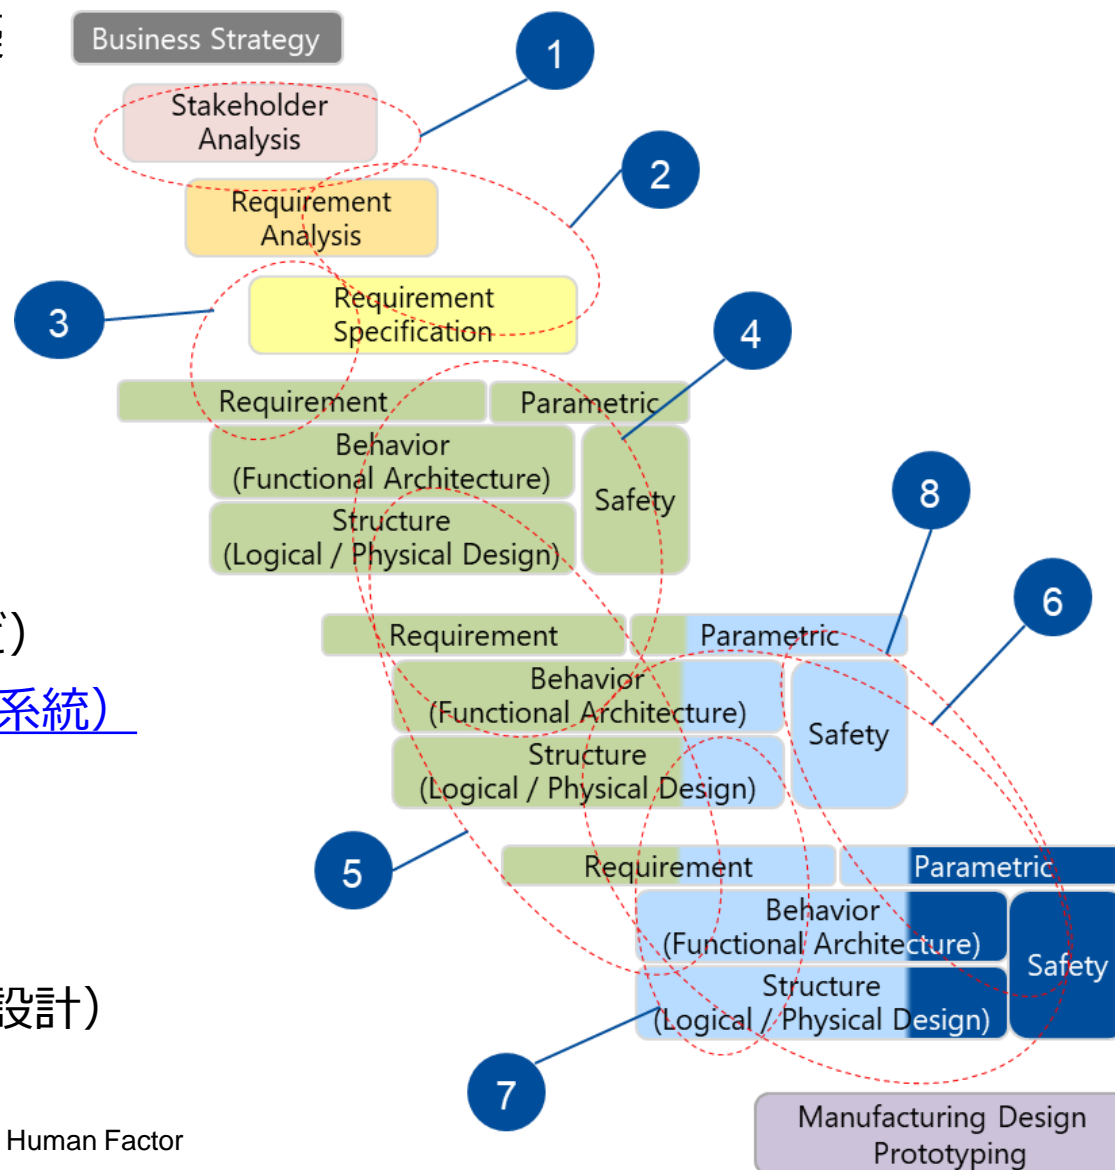 Business Strategy
1
Stakeholder
Analysis
2
Requirement
Analysis
3
Requirement
Specification
4
Requirement
Parametric
Behavior
(Functional Architecture)
Safety
Structure
(Logical / Physical Design)
8
6
Requirement
Parametric
Behavior
(Functional Architecture)
Safety
Structure
(Logical / Physical Design)
系統)
5
Requirement
Parametric
Behavior
(Functional Architecture)
Safety
Structure
(Logical / Physical Design)
設計)
7
Manufacturing Design
Prototyping
Human Factor